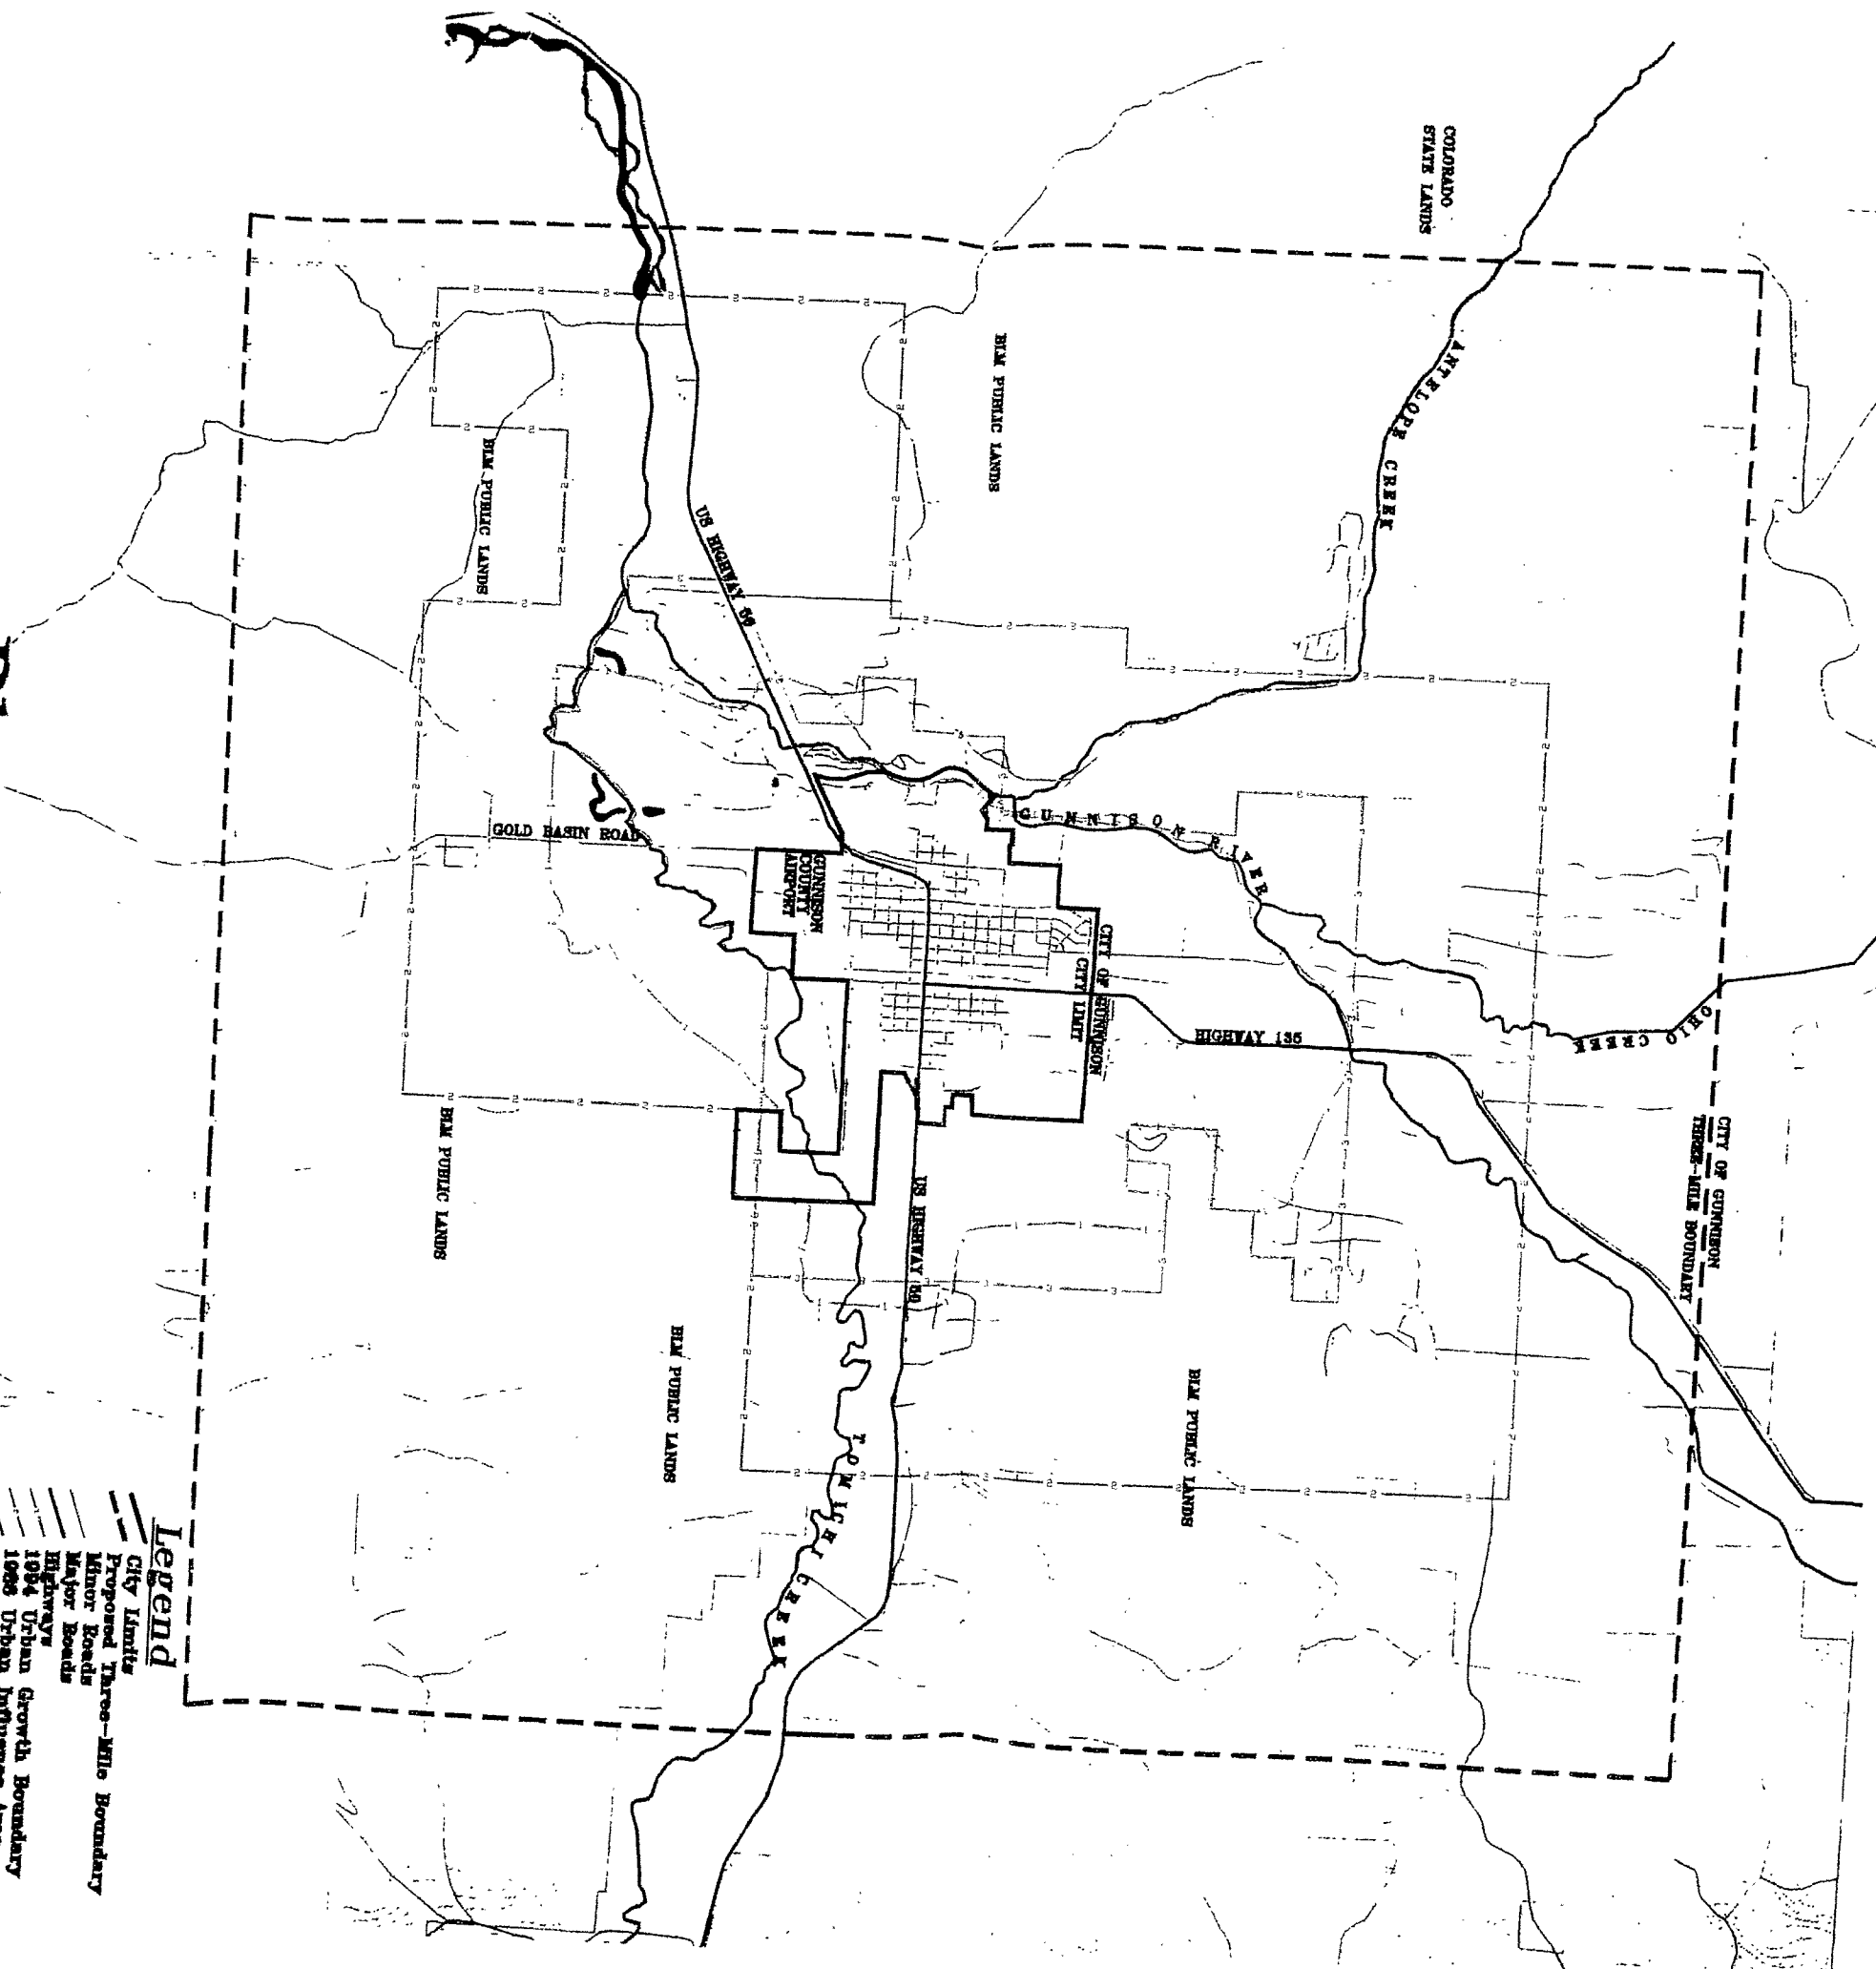 COLORADO
STATE LANDS
ANTELOPE CREEK
BLM PUBLIC LANDS
BLM PUBLIC LANDS
US HIGHWAY 50
GUNNISON RIVER
OHIO CREEK
GOLD BASIN ROAD
GUNNISON
COUNTY
AIRPORT
CITY OF GUNNISON
CITY LIMIT
HIGHWAY 135
CITY OF GUNNISON
THREE-MILE BOUNDARY
US HIGHWAY 50
BLM PUBLIC LANDS
BLM PUBLIC LANDS
BLM PUBLIC LANDS
TOMICHI CREEK
Legend
City Limits
Proposed Three-Mile Boundary
Minor Roads
Major Roads
Highways
1994 Urban Growth Boundary
Urban Influence